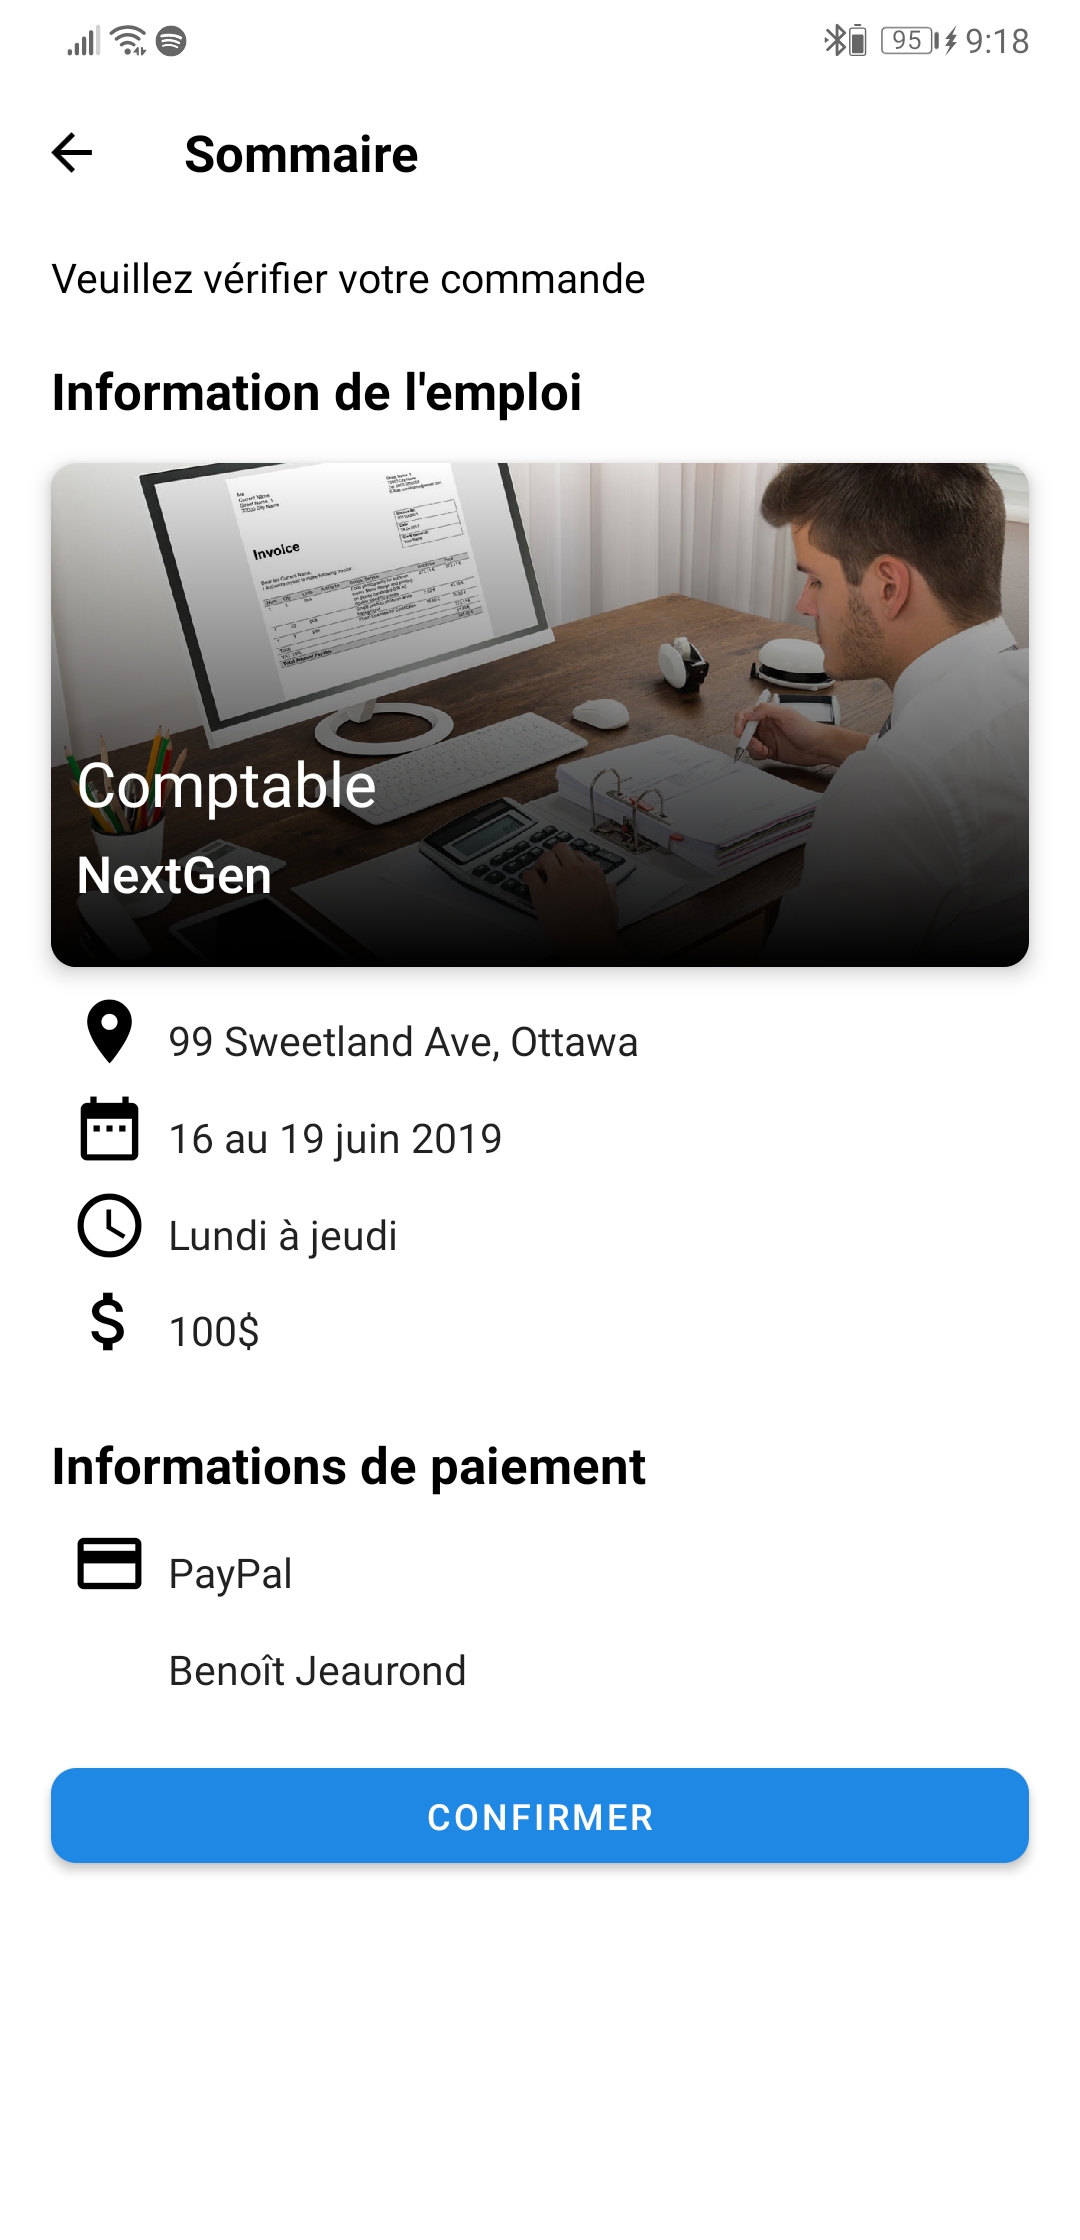 95 9:18
Sommaire
Veuillez vérifier votre commande
Information de l'emploi
Invoice
Comptable
NextGen
99 Sweetland Ave, Ottawa
16 au 19 juin 2019
Lundi à jeudi
100$
Informations de paiement
PayPal
Benoît Jeaurond
CONFIRMER